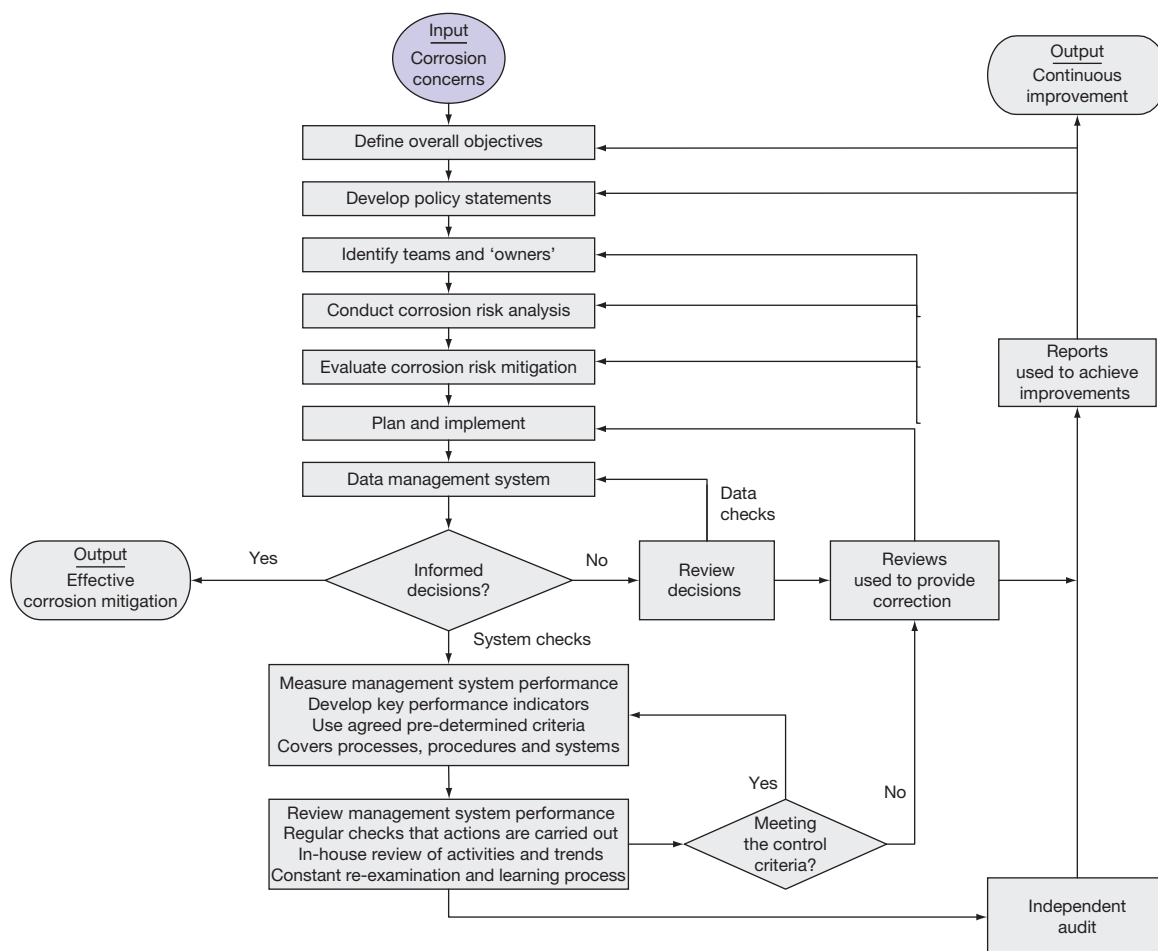 Input
Corrosion
concerns
Output
Continuous
improvement
Define overall objectives
Develop policy statements
Identify teams and ‘owners’
Conduct corrosion risk analysis
Evaluate corrosion risk mitigation
Reports
used to achieve
improvements
Plan and implement
Data management system
Data
checks
Output
Effective
corrosion mitigation
Yes
Informed
decisions?
No
Review
decisions
Reviews
used to provide
correction
System checks
Measure management system performance
Develop key performance indicators
Use agreed pre-determined criteria
Covers processes, procedures and systems
Yes
No
Review management system performance
Regular checks that actions are carried out
In-house review of activities and trends
Constant re-examination and learning process
Meeting
the control
criteria?
Independent
audit